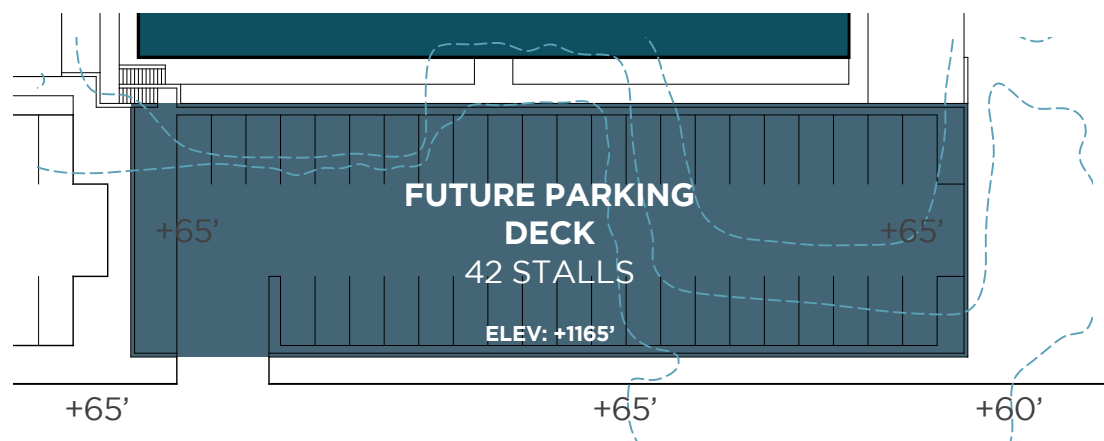 FUTURE PARKING
DECK
+65’ +65’
42 STALLS
ELEV: +1165’
+65’ +65’ +60’